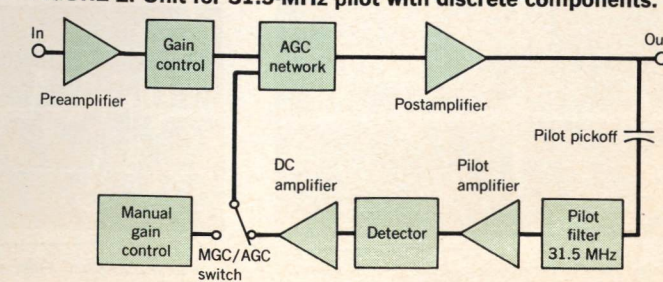 2. Unit for 31.5-MHz pilot with discrete components.
In
Gain
control
AGC
network
Preamplifier
Postamplifier
Pilot pickoff
DC
amplifier
Pilot
amplifier
Manual
gain
control
MGC/AGC
switch
Detector
Pilot
filter
31.5 MHz